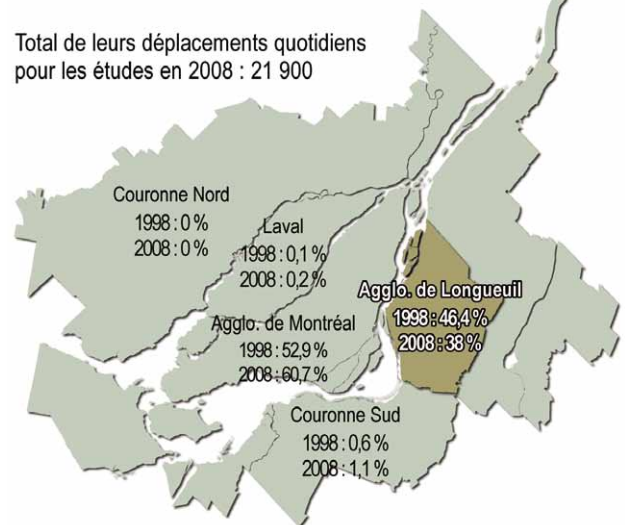 Total de leurs déplacements quotidiens
pour les études en 2008 : 21 900
Couronne Nord
1998 : 0 %
2008 : 0 %
Laval
1998 : 0,1 %
2008 : 0,2 %
Agglo. de Longueuil
1998 : 46,4 %
2008 : 38 %
Agglo. de Montréal
1998 : 52,9 %
2008 : 60,7 %
Couronne Sud
1998 : 0,6 %
2008 : 1,1 %